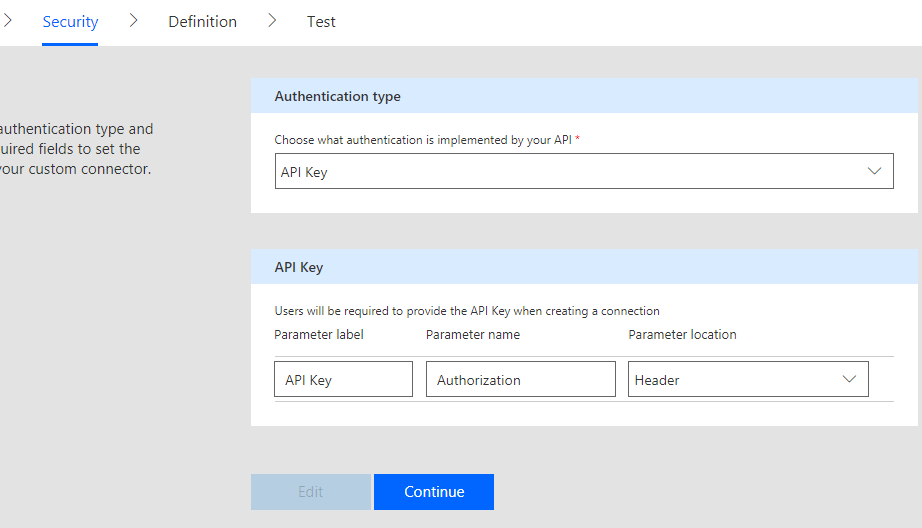 Security
Definition
Test
authentication type and
uired fields to set the
your custom connector.
Authentication type
Choose what authentication is implemented by your API *
API Key
API Key
Users will be required to provide the API Key when creating a connection
Parameter label Parameter name Parameter location
API Key Authorization Header
Edit Continue